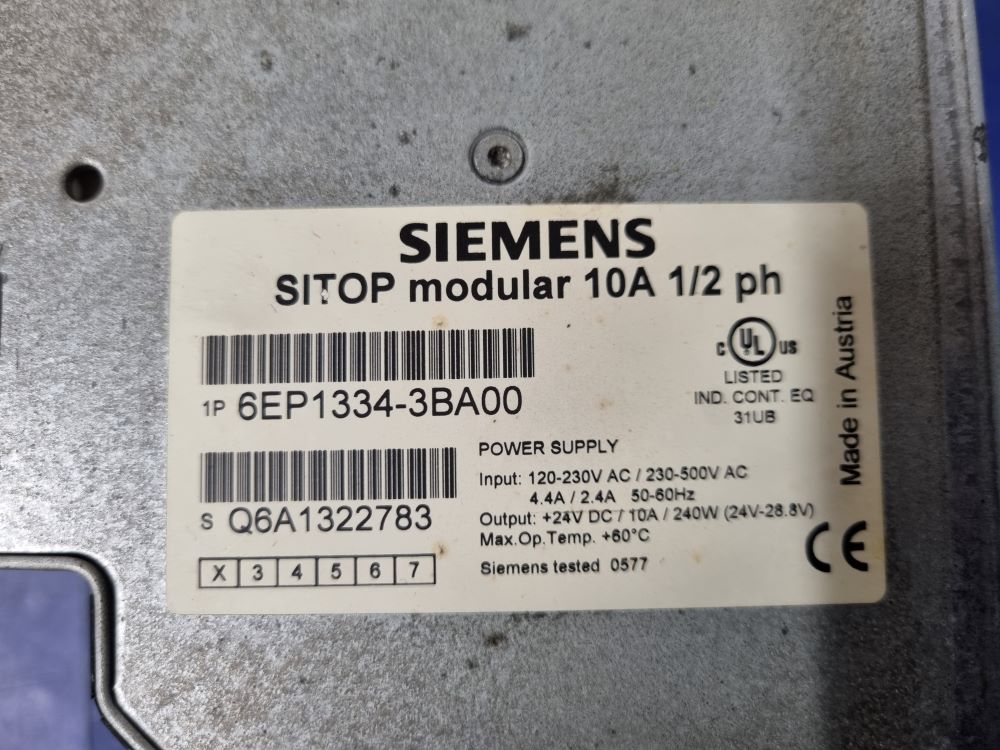 SIEMENS
SITOP modular 10A 1/2 ph
1P 6EP1334-3BA00
C UL US
LISTED
IND. CONT. EQ
31UB
Made in Austria
S Q6A1322783
X 3 4 5 6 7
POWER SUPPLY
Input: 120-230V AC / 230-500V AC
4.4A / 2.4A 50-60Hz
Output: +24V DC / 10A / 240W (24V-28.8V)
Max.Op.Temp. +60°C
Siemens tested 0577
CE